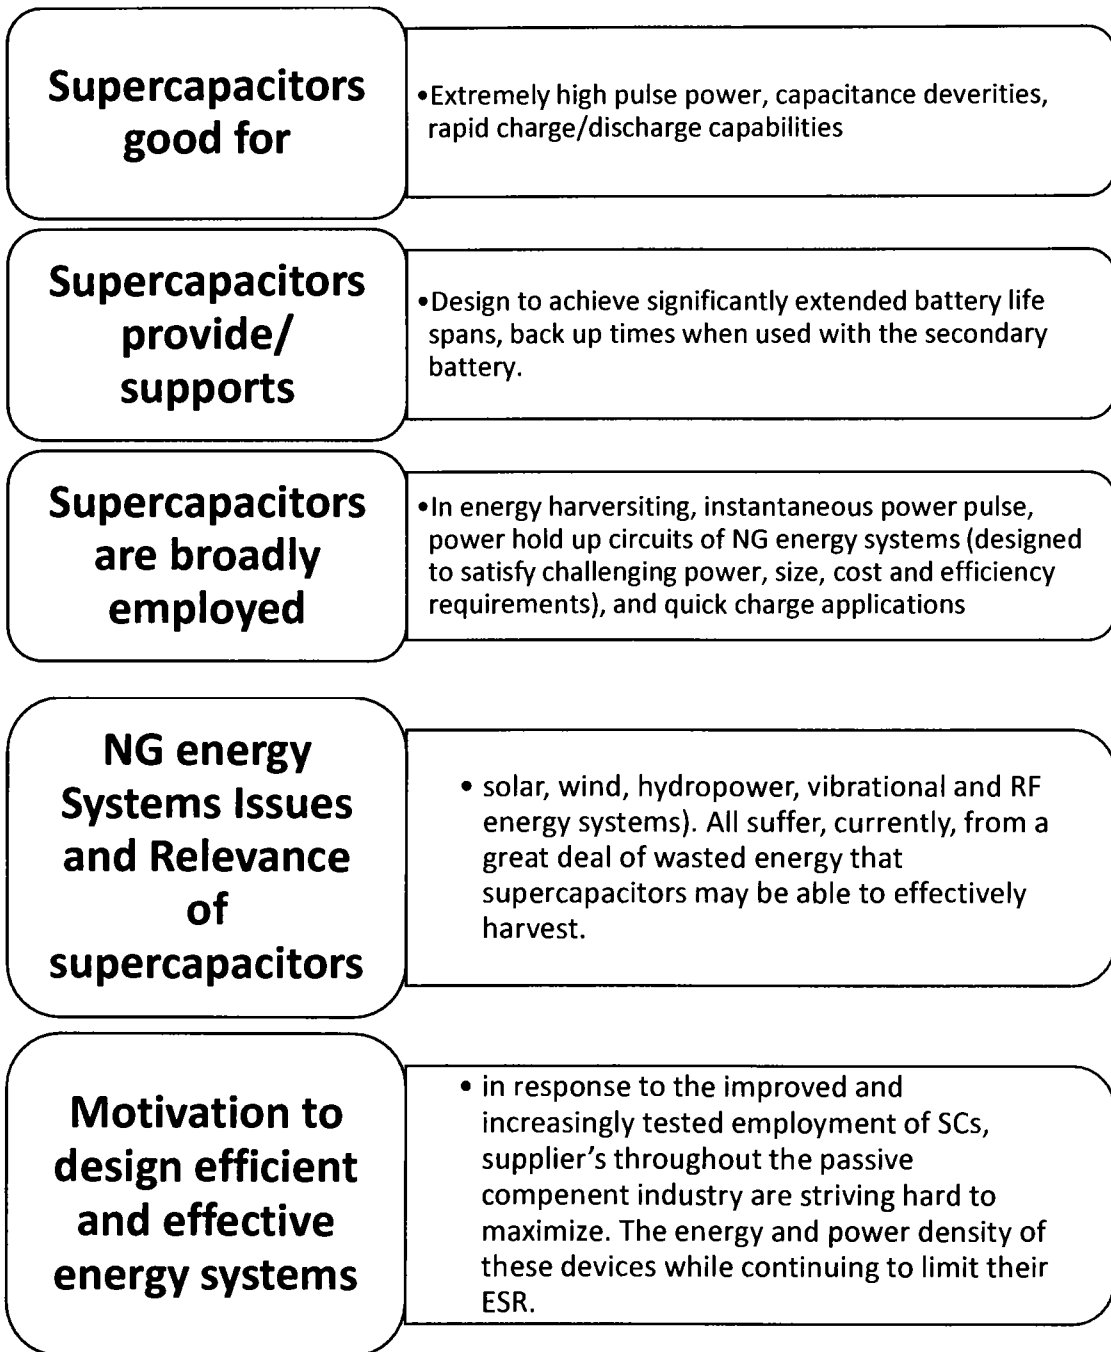 Supercapacitors
good for
•Extremely high pulse power, capacitance deverities,
rapid charge/discharge capabilities
Supercapacitors
provide/
supports
•Design to achieve significantly extended battery life
spans, back up times when used with the secondary
battery.
Supercapacitors
are broadly
employed
•In energy harversiting, instantaneous power pulse,
power hold up circuits of NG energy systems (designed
to satisfy challenging power, size, cost and efficiency
requirements), and quick charge applications
NG energy
Systems Issues
and Relevance
of
supercapacitors
• solar, wind, hydropower, vibrational and RF
energy systems). All suffer, currently, from a
great deal of wasted energy that
supercapacitors may be able to effectively
harvest.
Motivation to
design efficient
and effective
energy systems
• in response to the improved and
increasingly tested employment of SCs,
supplier's throughout the passive
compenent industry are striving hard to
maximize. The energy and power density of
these devices while continuing to limit their
ESR.